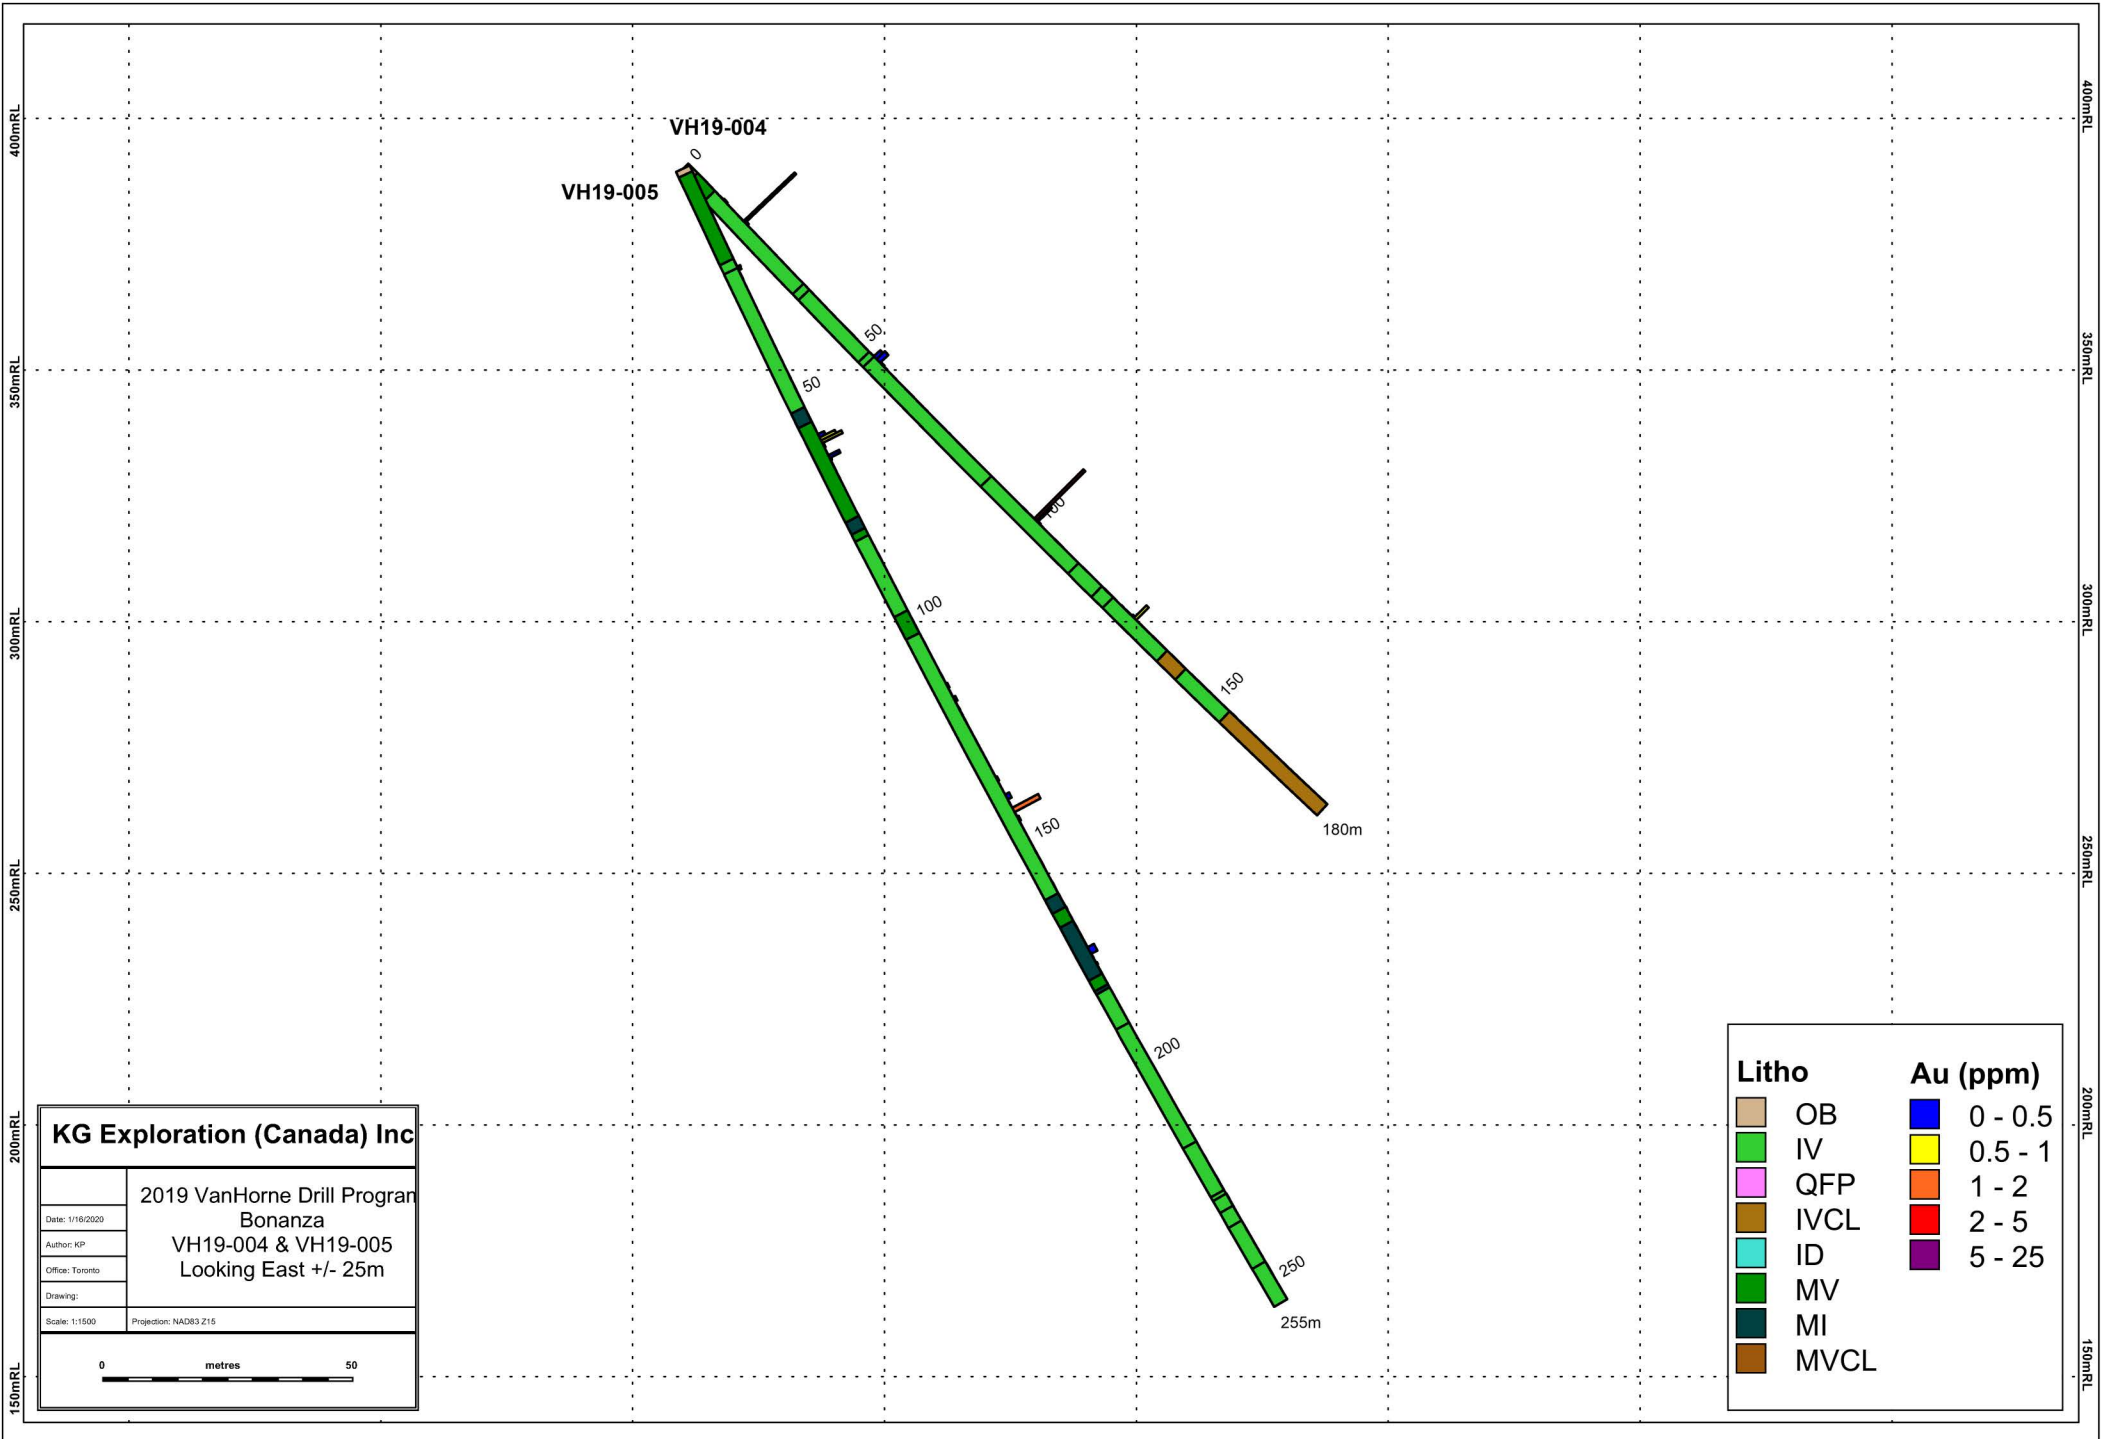 400mRL
400mRL
VH19-004
0
VH19-005
50
350mRL
350mRL
50
100
100
300mRL
300mRL
150
150
180m
250mRL
250mRL
200
200mRL
200mRL
250
255m
150mRL
150mRL
KG Exploration (Canada) Inc
2019 VanHorne Drill Progran
Bonanza
VH19-004 & VH19-005
Looking East +/- 25m
Date: 1/16/2020
Author: KP
Office: Toronto
Drawing:
Scale: 1:1500
Projection: NAD83 Z15
0 metres 50
Litho
OB
IV
QFP
IVCL
ID
MV
MI
MVCL
Au (ppm)
0 - 0.5
0.5 - 1
1 - 2
2 - 5
5 - 25